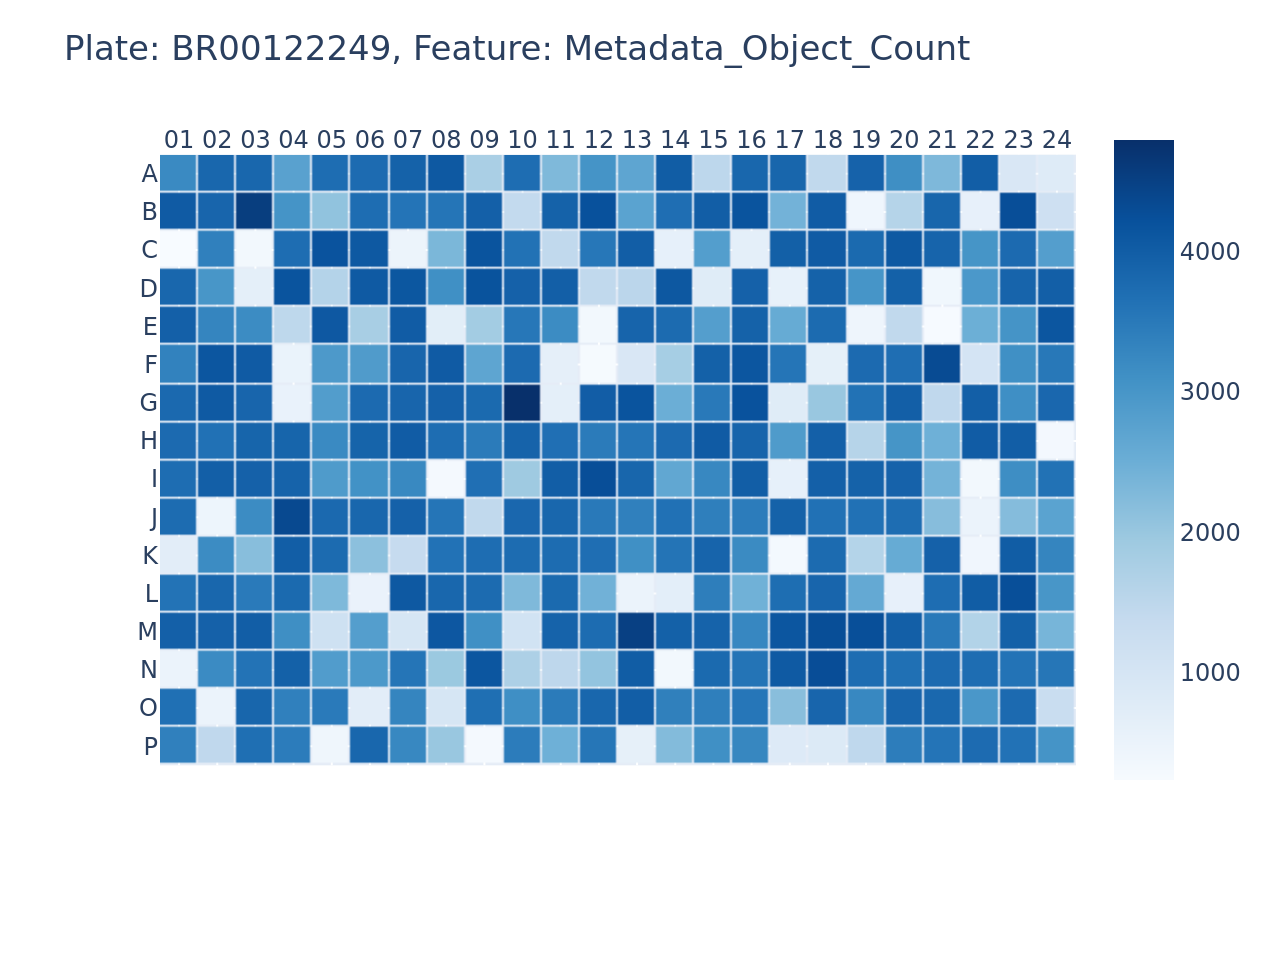 Plate: BR00122249, Feature: Metadata_Object_Count
01 02 03 04 05 06 07 08 09 10 11 12 13 14 15 16 17 18 19 20 21 22 23 24
A
B
C
D
E
F
G
H
I
J
K
L
M
N
O
P
4000
3000
2000
1000